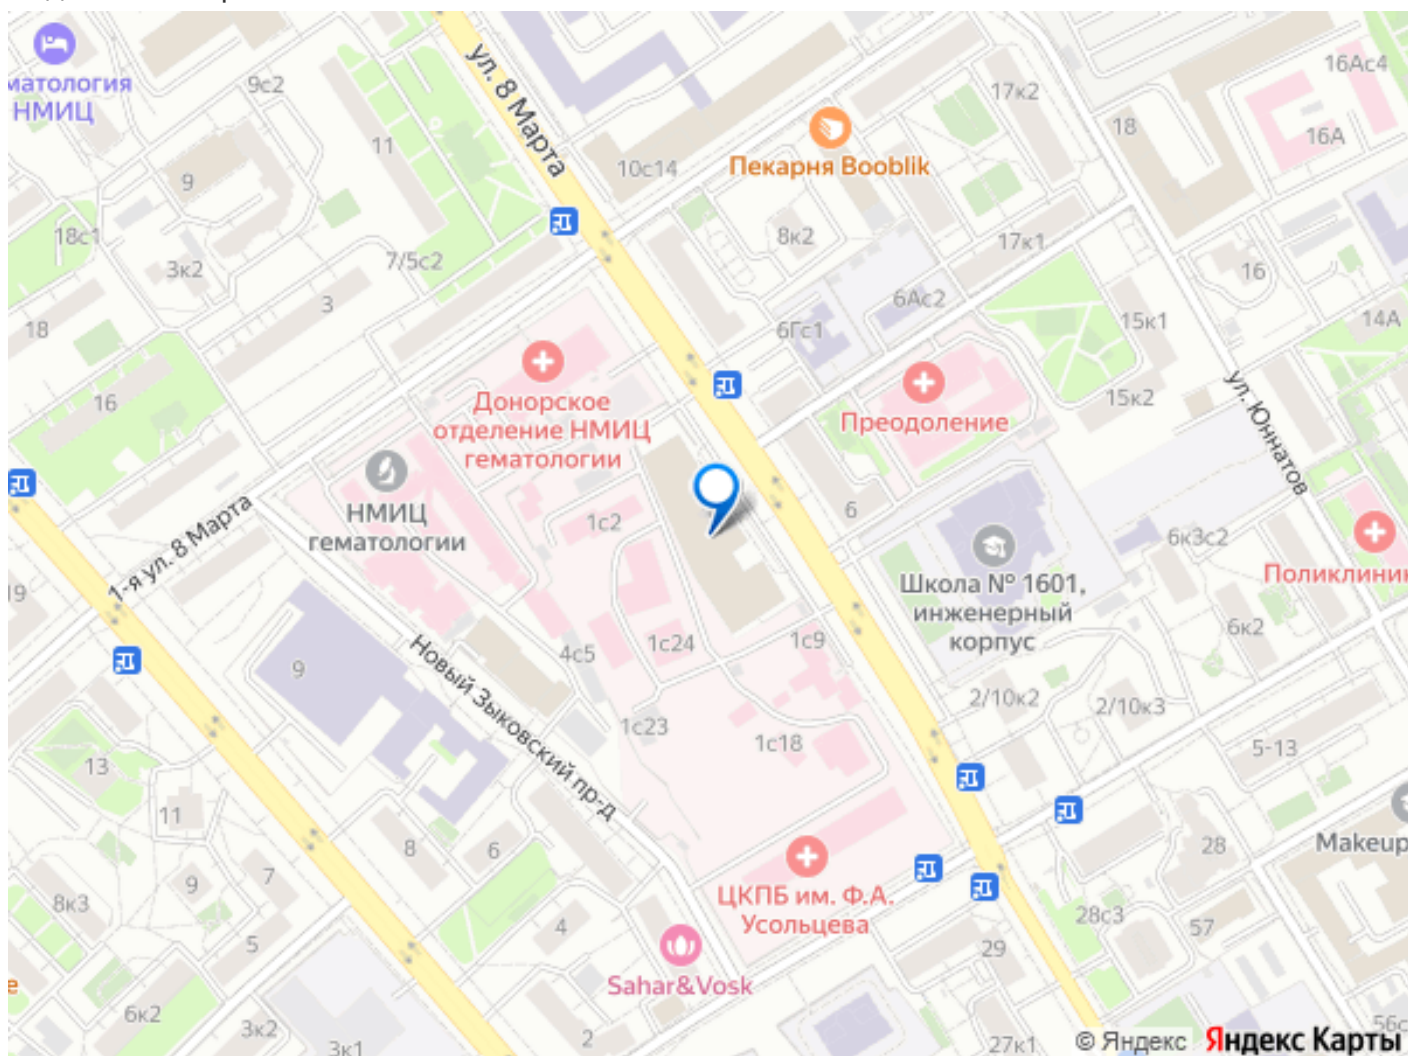 матология
НМИЦ
9с2
ул. 8 Марта
11
9
10с14
Пекарня Booblik
17к2
18
16Ас4
16А
18с1
3к2
7/5с2
3
18
8к2
17к1
16
6Ас2
6Гс1
15к1
14А
16
Донорское
отделение НМИЦ
гематологии
Преодоление
15к2
ул. Юннатов
НМИЦ
гематологии
1с2
6
Школа № 1601,
инженерный
корпус
6к3с2
Поликлиник
1-я ул. 8 Марта
19
9
Новый Зыковский пр-д
4с5
1с24
1с9
6к2
2/10к2
2/10к3
1с23
1с18
5-13
13
11
8
6
28
Makeup
8к3
9
7
ЦКПБ им. Ф.А.
Усольцева
28с3
57
5
4
29
Sahar&Vosk
е
6к2
3к2
3к1
2
27к1
56с
© Яндекс Яндекс Карты